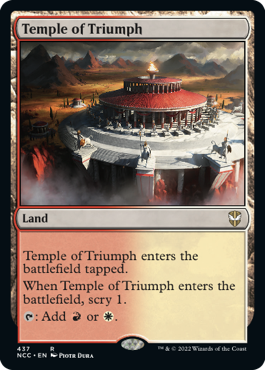 Temple of Triumph
Land
Temple of Triumph enters the
battlefield tapped.
When Temple of Triumph enters the
battlefield, scry 1.
: Add or .
437 R
NCC • EN Piotr Dura
™ & © 2022 Wizards of the Coast